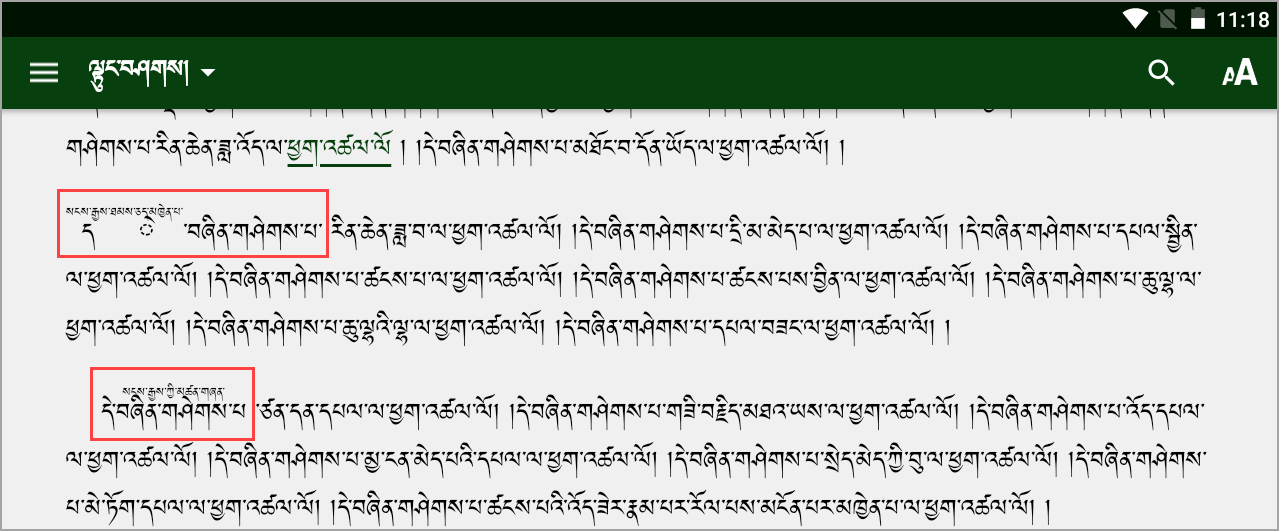 11:18
ལྟུང་བཤགས།
AA
གཤེགས་པ་རིན་ཆེན་ཟླ་འོད་ལ་ཕྱག་འཚལ་ལོ། །དེ་བཞིན་གཤེགས་པ་མཐོང་བ་དོན་ཡོད་ལ་ཕྱག་འཚལ་ལོ། །
སངས་རྒྱས་ཐམས་ཅད་མཁྱེན་པ་
ད ེ ་བཞིན་གཤེགས་པ་ རིན་ཆེན་ཟླ་བ་ལ་ཕྱག་འཚལ་ལོ། །དེ་བཞིན་གཤེགས་པ་དྲི་མ་མེད་པ་ལ་ཕྱག་འཚལ་ལོ། །དེ་བཞིན་གཤེགས་པ་དཔལ་སྦྱིན་
ལ་ཕྱག་འཚལ་ལོ། །དེ་བཞིན་གཤེགས་པ་ཚངས་པ་ལ་ཕྱག་འཚལ་ལོ། །དེ་བཞིན་གཤེགས་པ་ཚངས་པས་བྱིན་ལ་ཕྱག་འཚལ་ལོ། །དེ་བཞིན་གཤེགས་པ་ཆུ་ལྷ་ལ་
ཕྱག་འཚལ་ལོ། །དེ་བཞིན་གཤེགས་པ་ཆུ་ལྷའི་ལྷ་ལ་ཕྱག་འཚལ་ལོ། །དེ་བཞིན་གཤེགས་པ་དཔལ་བཟང་ལ་ཕྱག་འཚལ་ལོ། །
སངས་རྒྱས་ཀྱི་མཚན་གཞན་
དེ་བཞིན་གཤེགས་པ ་ཙན་དན་དཔལ་ལ་ཕྱག་འཚལ་ལོ། །དེ་བཞིན་གཤེགས་པ་གཟི་བརྗིད་མཐའ་ཡས་ལ་ཕྱག་འཚལ་ལོ། །དེ་བཞིན་གཤེགས་པ་འོད་དཔལ་
ལ་ཕྱག་འཚལ་ལོ། །དེ་བཞིན་གཤེགས་པ་མྱ་ངན་མེད་པའི་དཔལ་ལ་ཕྱག་འཚལ་ལོ། །དེ་བཞིན་གཤེགས་པ་སྲེད་མེད་ཀྱི་བུ་ལ་ཕྱག་འཚལ་ལོ། །དེ་བཞིན་གཤེགས་
པ་མེ་ཏོག་དཔལ་ལ་ཕྱག་འཚལ་ལོ། །དེ་བཞིན་གཤེགས་པ་ཚངས་པའི་འོད་ཟེར་རྣམ་པར་རོལ་པས་མངོན་པར་མཁྱེན་པ་ལ་ཕྱག་འཚལ་ལོ། །